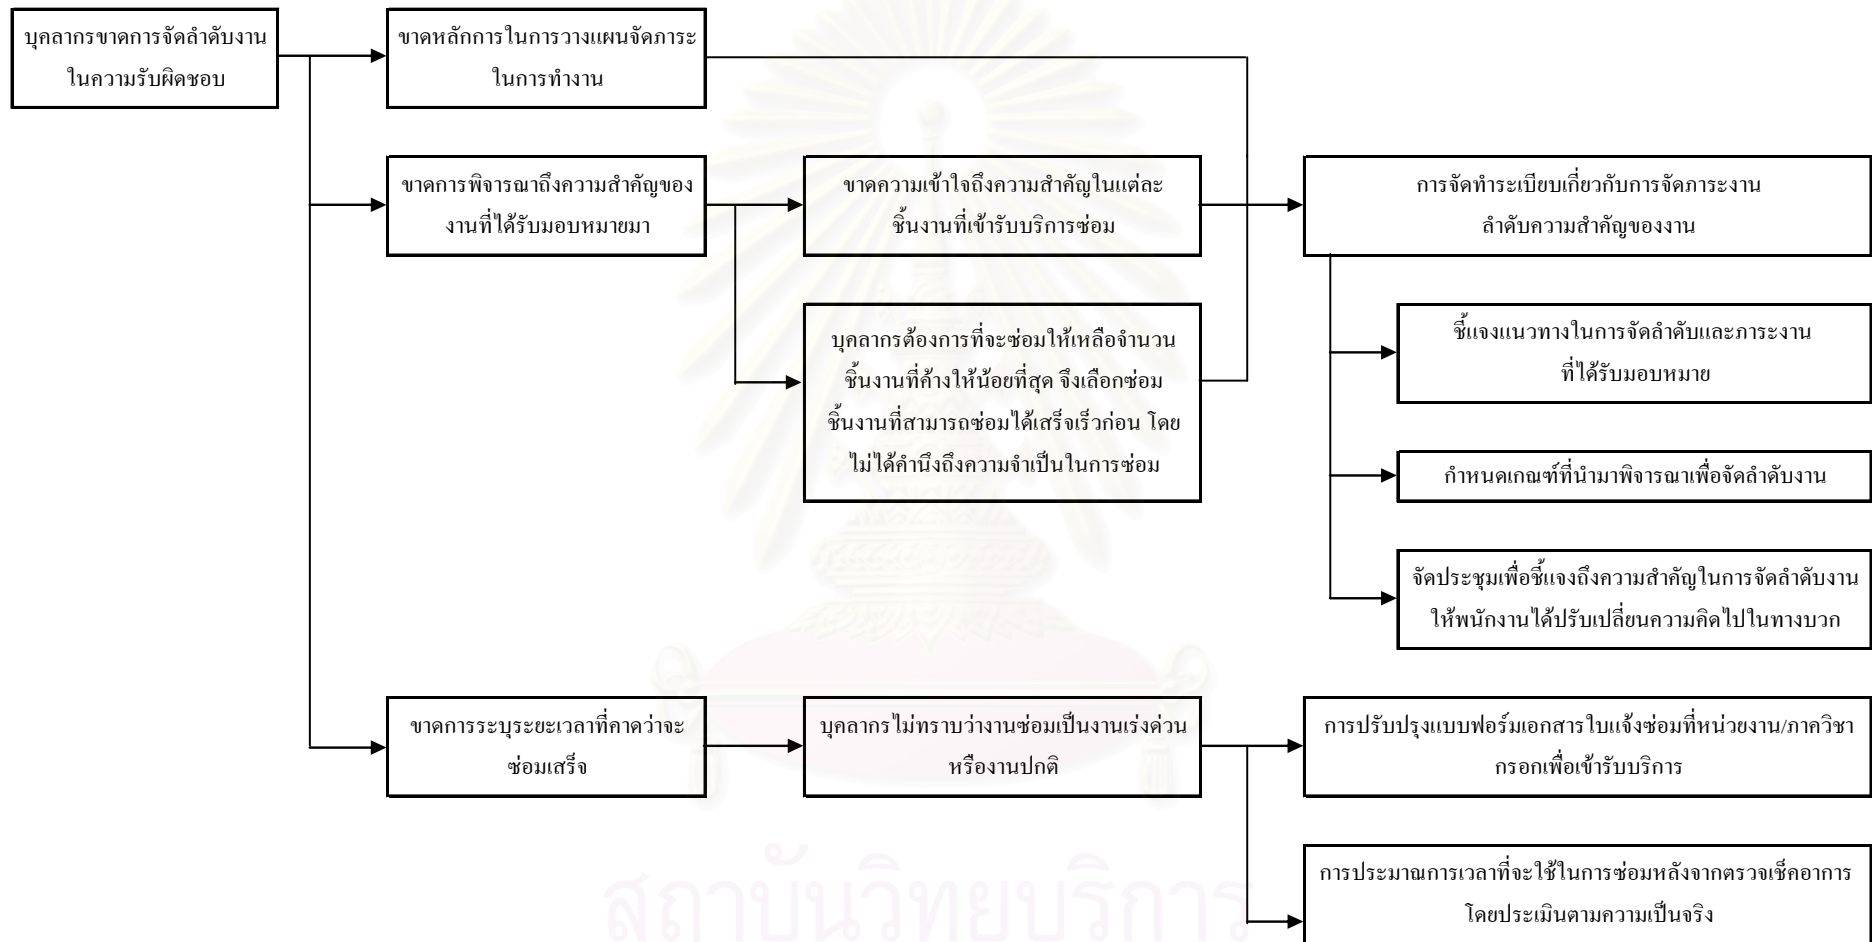 บุคลากรขาดการจัดลำดับงาน
ในความรับผิดชอบ
ขาดหลักการในการวางแผนจัดภาระ
ในการทำงาน
ขาดการพิจารณาถึงความสำคัญของ
งานที่ได้รับมอบหมายมา
ขาดความเข้าใจถึงความสำคัญในแต่ละ
ชิ้นงานที่เข้ารับบริการซ่อม
การจัดทำระเบียบเกี่ยวกับการจัดภาระงาน
ลำดับความสำคัญของงาน
บุคลากรต้องการที่จะซ่อมให้เหลือจำนวน
ชิ้นงานที่ค้างให้น้อยที่สุด จึงเลือกซ่อม
ชิ้นงานที่สามารถซ่อมได้เสร็จเร็วก่อน โดย
ไม่ได้คำนึงถึงความจำเป็นในการซ่อม
ชี้แจงแนวทางในการจัดลำดับและภาระงาน
ที่ได้รับมอบหมาย
กำหนดเกณฑ์ที่นำมาพิจารณาเพื่อจัดลำดับงาน
จัดประชุมเพื่อชี้แจงถึงความสำคัญในการจัดลำดับงาน
ให้พนักงานได้ปรับเปลี่ยนความคิดไปในทางบวก
ขาดการระบุระยะเวลาที่คาดว่าจะ
ซ่อมเสร็จ
บุคลากรไม่ทราบว่างานซ่อมเป็นงานเร่งด่วน
หรืองานปกติ
การปรับปรุงแบบฟอร์มเอกสารใบแจ้งซ่อมที่หน่วยงาน/ภาควิชา
กรอกเพื่อเข้ารับบริการ
การประมาณการเวลาที่จะใช้ในการซ่อมหลังจากตรวจเช็คอาการ
โดยประเมินตามความเป็นจริง
สถาบันวิทยบริการ